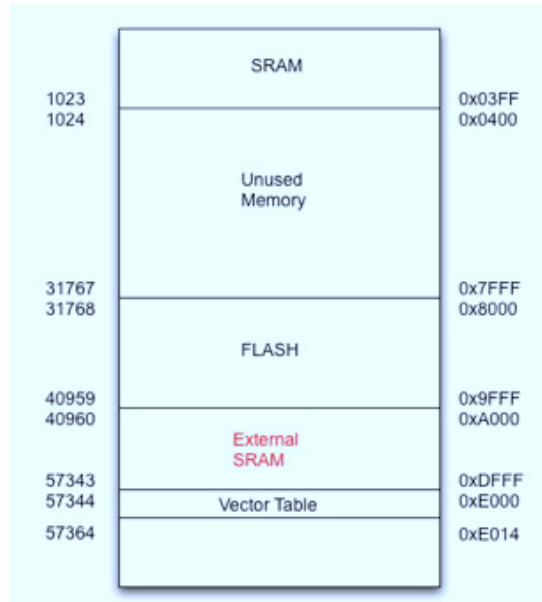 SRAM
1023 0x03FF
1024 0x0400
Unused
Memory
31767 0x7FFF
31768 0x8000
FLASH
40959 0x9FFF
40960 0xA000
External
SRAM
57343 0xDFFF
57344 Vector Table 0xE000
57364 0xE014